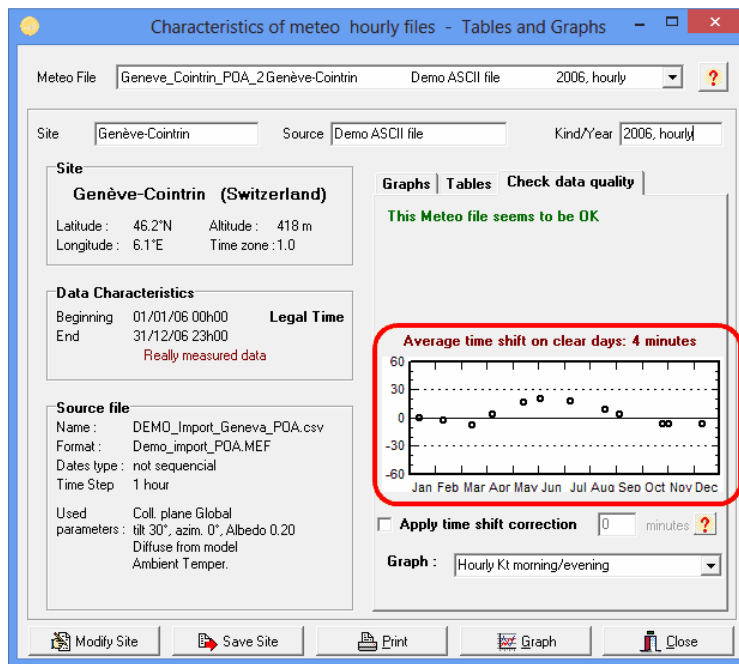 Characteristics of meteo hourly files - Tables and Graphs
Meteo File Geneve_Cointrin_POA_2 Genève-Cointrin Demo ASCII file 2006, hourly ?
Site Genève-Cointrin Source Demo ASCII file Kind/Year 2006, hourly
Site
Genève-Cointrin (Switzerland)
Latitude : 46.2°N Altitude : 418 m
Longitude : 6.1°E Time zone : 1.0
Data Characteristics
Beginning 01/01/06 00h00 Legal Time
End 31/12/06 23h00
Really measured data
Source file
Name : DEMO_Import_Geneva_POA.csv
Format : Demo_import_POA.MEF
Dates type : not sequencial
Time Step 1 hour
Used parameters : Coll. plane Global
tilt 30°, azim. 0°, Albedo 0.20
Diffuse from model
Ambient Temper.
Graphs Tables Check data quality
This Meteo file seems to be OK
Average time shift on clear days: 4 minutes
60
30
0
-30
-60
Jan Feb Mar Apr May Jun Jul Aug Sep Oct Nov Dec
Apply time shift correction 0 minutes ?
Graph : Hourly Kt morning/evening
Modify Site Save Site Print Graph Close